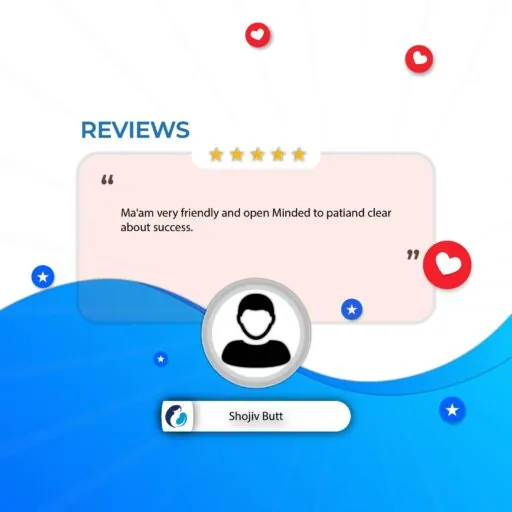 REVIEWS
“
Ma'am very friendly and open Minded to patiand clear
about success.
”
Shojiv Butt